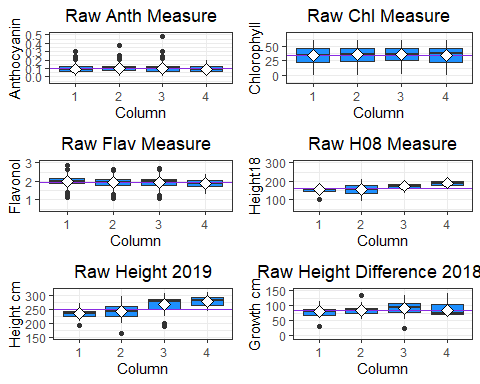 Raw Anth Measure
Anthocyanin
0.5
0.4
0.3
0.2
0.1
0.0
1 2 3 4
Column
Raw Chl Measure
Chlorophyll
50
25
0
1 2 3 4
Column
Raw Flav Measure
Flavonol
3
2
1
1 2 3 4
Column
Raw H08 Measure
Height18
300
200
100
1 2 3 4
Column
Raw Height 2019
Height cm
300
250
200
150
1 2 3 4
Column
Raw Height Difference 2018
Growth cm
150
100
50
0
1 2 3 4
Column